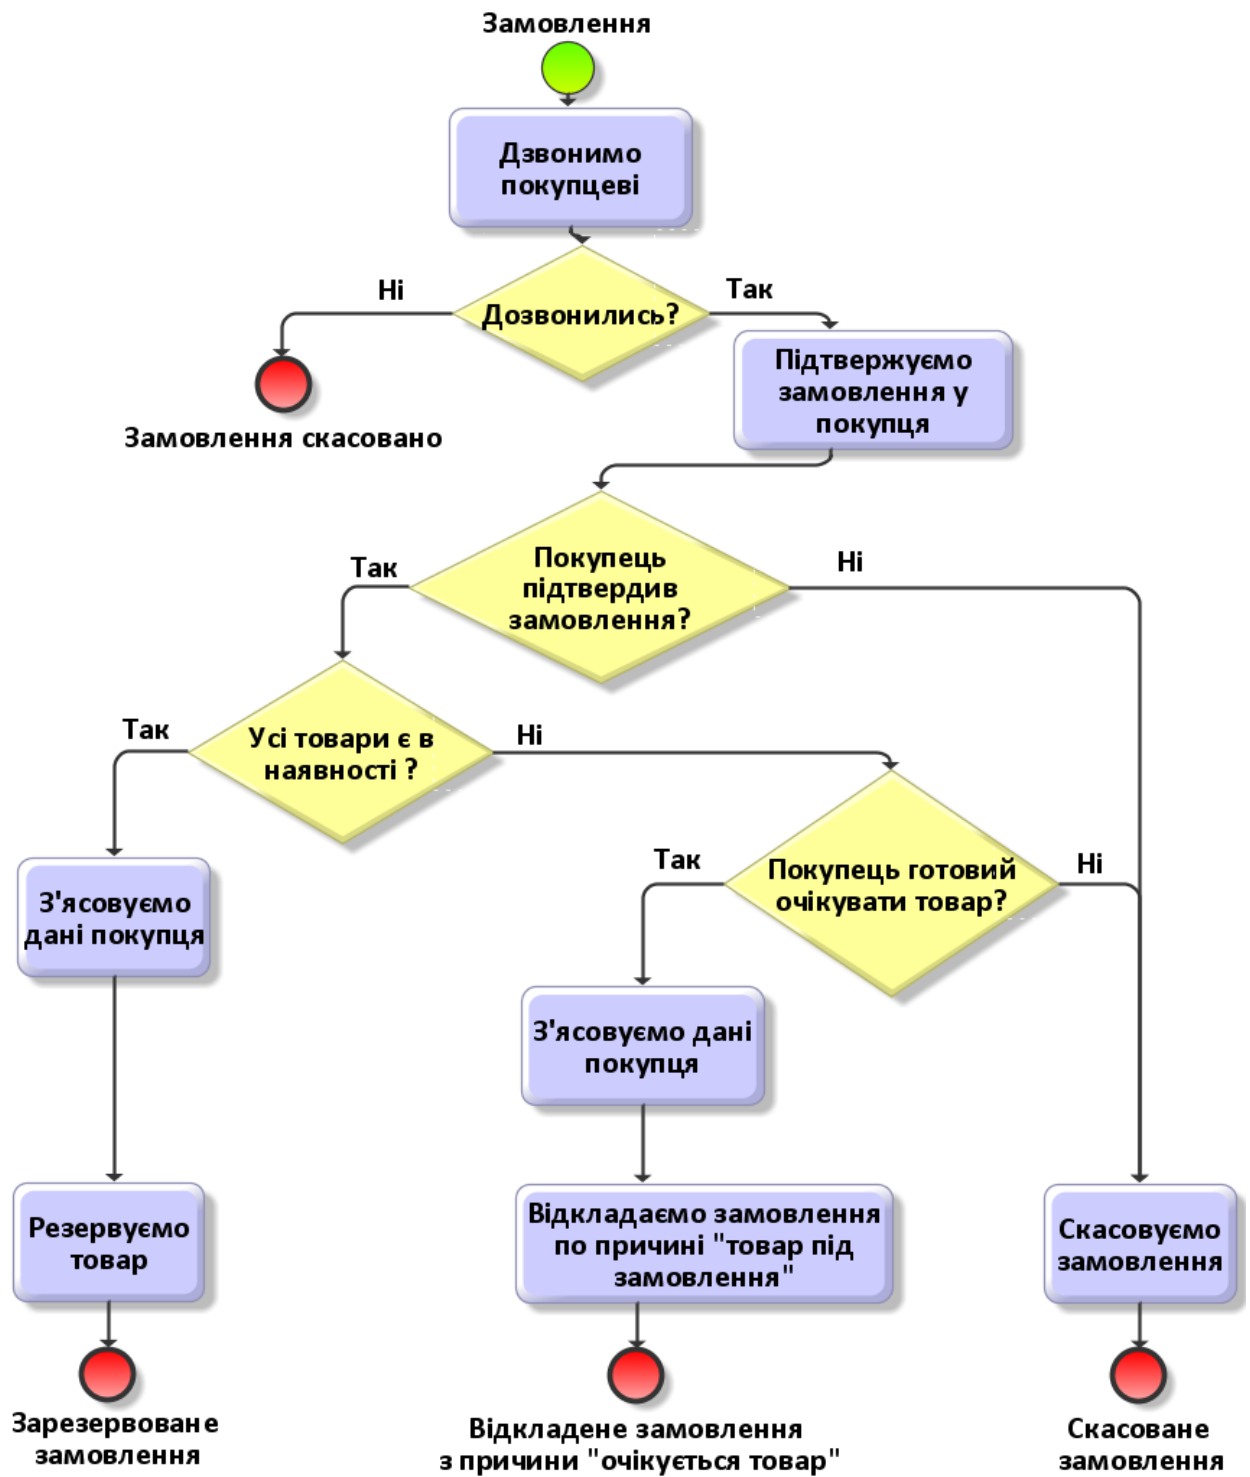 Замовлення
Дзвонимо
покупцеві
Ні
Так
Дозвонились?
Підтвержуємо
замовлення у
покупця
Замовлення скасовано
Так
Покупець
підтвердив
замовлення?
Ні
Так
Усі товари є в
наявності ?
Ні
Так
Покупець готовий
очікувати товар?
Ні
З'ясовуємо
дані покупця
З'ясовуємо дані
покупця
Резервуємо
товар
Відкладаємо замовлення
по причині "товар під
замовлення"
Скасовуємо
замовлення
Зарезервоване
замовлення
Відкладене замовлення
з причини "очікується товар"
Скасоване
замовлення